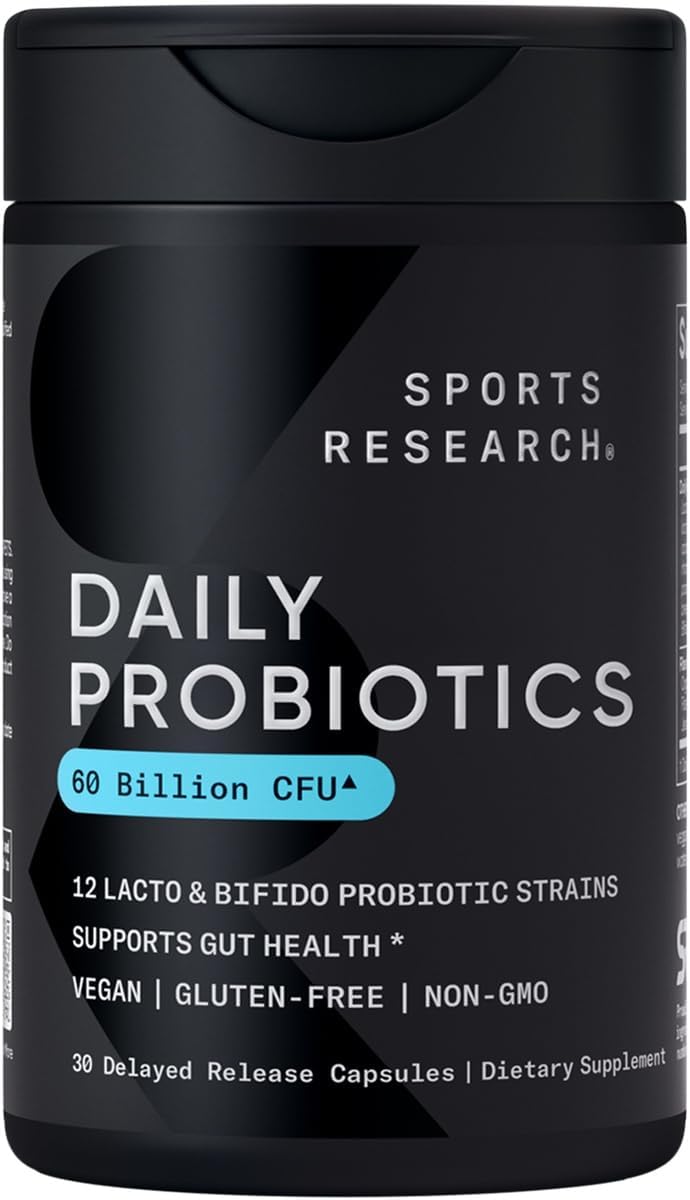 SPORTS
RESEARCH®
DAILY
PROBIOTICS
60 Billion CFU▲
12 LACTO & BIFIDO PROBIOTIC STRAINS
SUPPORTS GUT HEALTH *
VEGAN | GLUTEN-FREE | NON-GMO
30 Delayed Release Capsules | Dietary Supplement